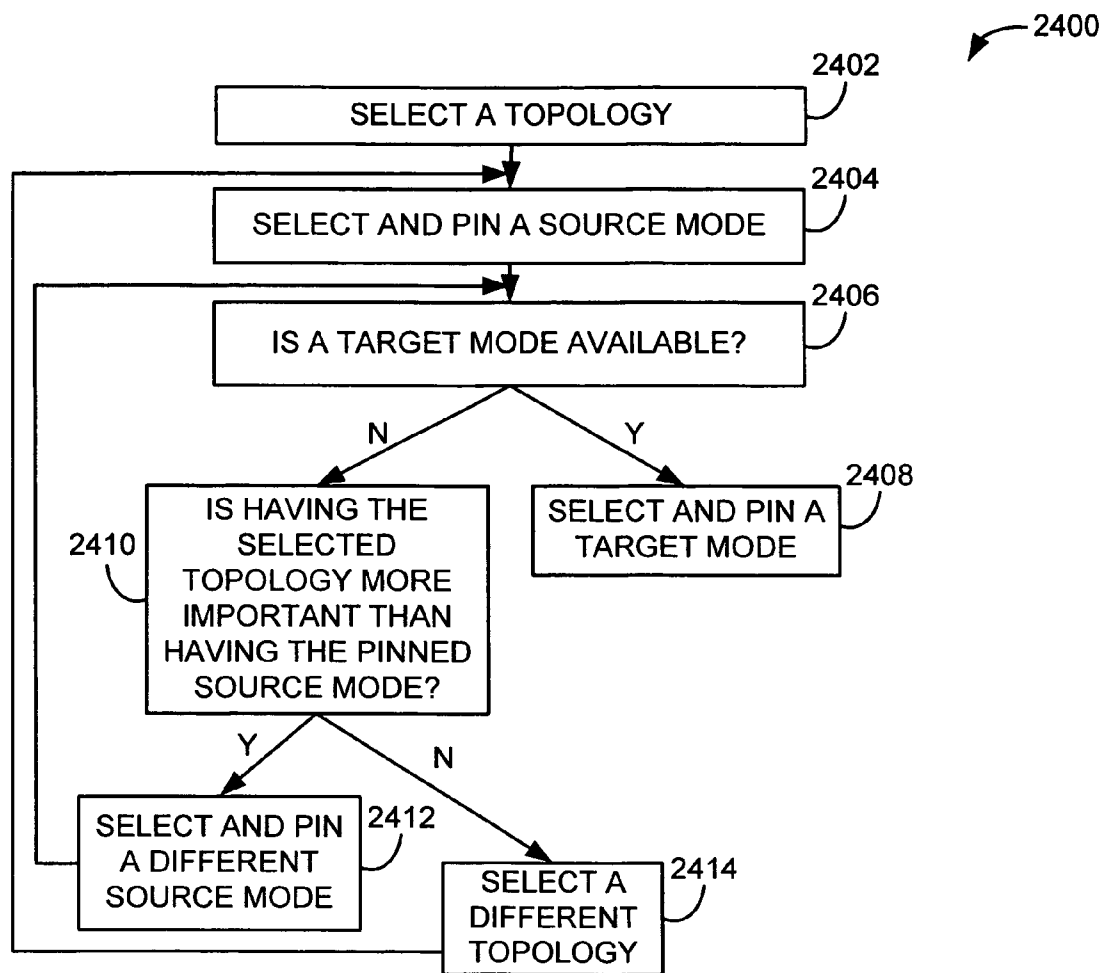 2400
2402
SELECT A TOPOLOGY
2404
SELECT AND PIN A SOURCE MODE
2406
IS A TARGET MODE AVAILABLE?
N
Y
2408
SELECT AND PIN A
TARGET MODE
2410
IS HAVING THE
SELECTED
TOPOLOGY MORE
IMPORTANT THAN
HAVING THE PINNED
SOURCE MODE?
Y
N
2412
SELECT AND PIN
A DIFFERENT
SOURCE MODE
2414
SELECT A
DIFFERENT
TOPOLOGY